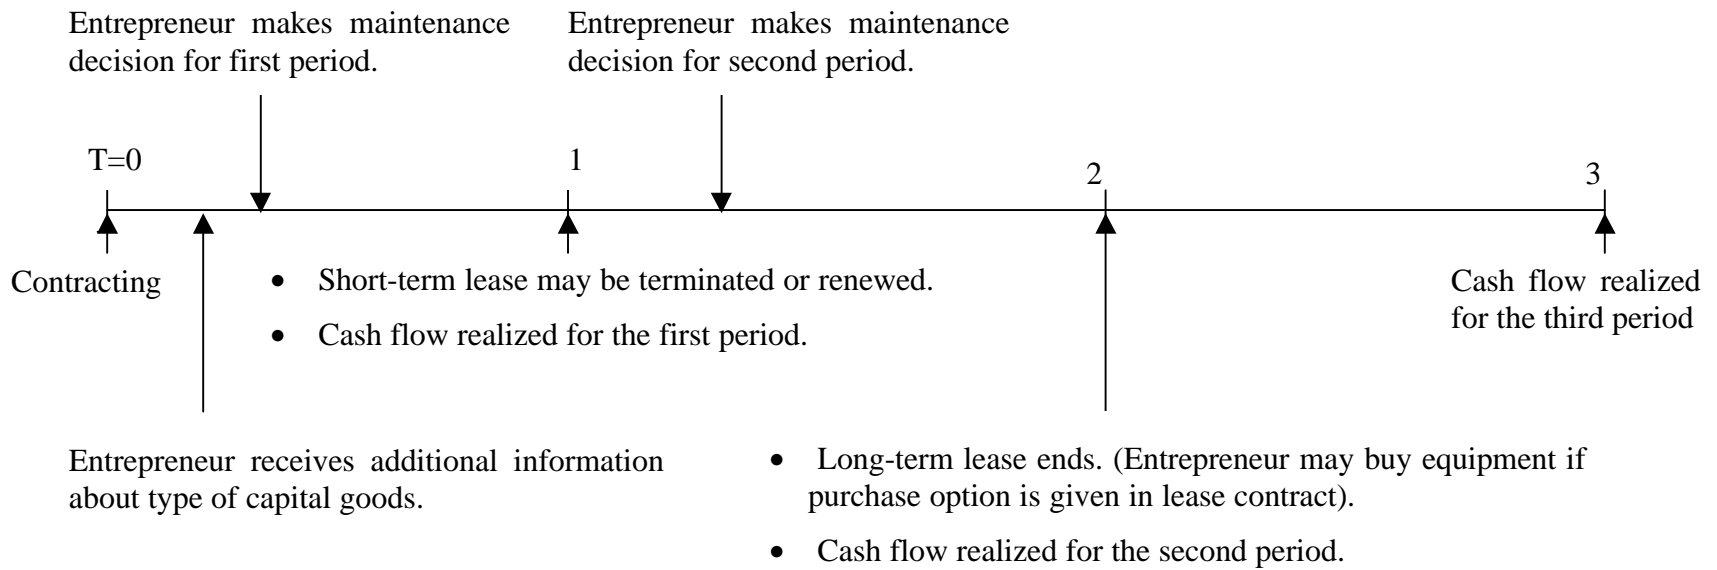 Entrepreneur makes maintenance
decision for first period.
Entrepreneur makes maintenance
decision for second period.
T=0
1
2
3
Contracting
• Short-term lease may be terminated or renewed.
• Cash flow realized for the first period.
Cash flow realized
for the third period
Entrepreneur receives additional information
about type of capital goods.
• Long-term lease ends. (Entrepreneur may buy equipment if
purchase option is given in lease contract).
• Cash flow realized for the second period.